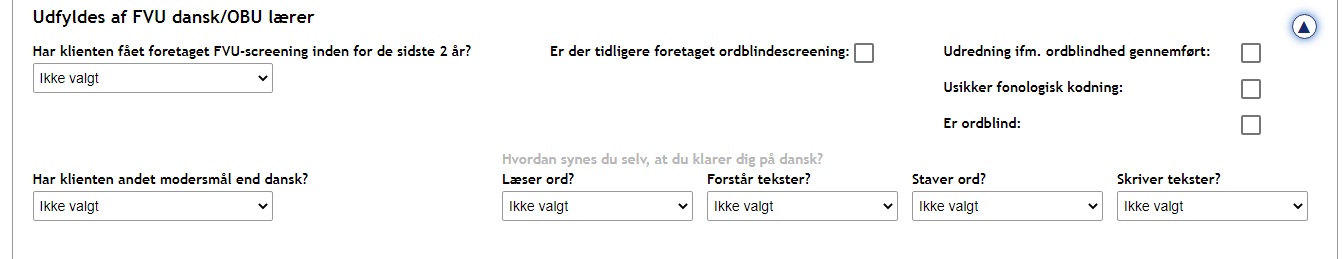 Udfyldes af FVU dansk/OBU lærer
Har klienten fået foretaget FVU-screening inden for de sidste 2 år?
Ikke valgt
Er der tidligere foretaget ordblindescreening:
Udredning ifm. ordblindhed gennemført:
Usikker fonologisk kodning:
Er ordblind:
Har klienten andet modersmål end dansk?
Ikke valgt
Hvordan synes du selv, at du klarer dig på dansk?
Læser ord?
Ikke valgt
Forstår tekster?
Ikke valgt
Staver ord?
Ikke valgt
Skriver tekster?
Ikke valgt